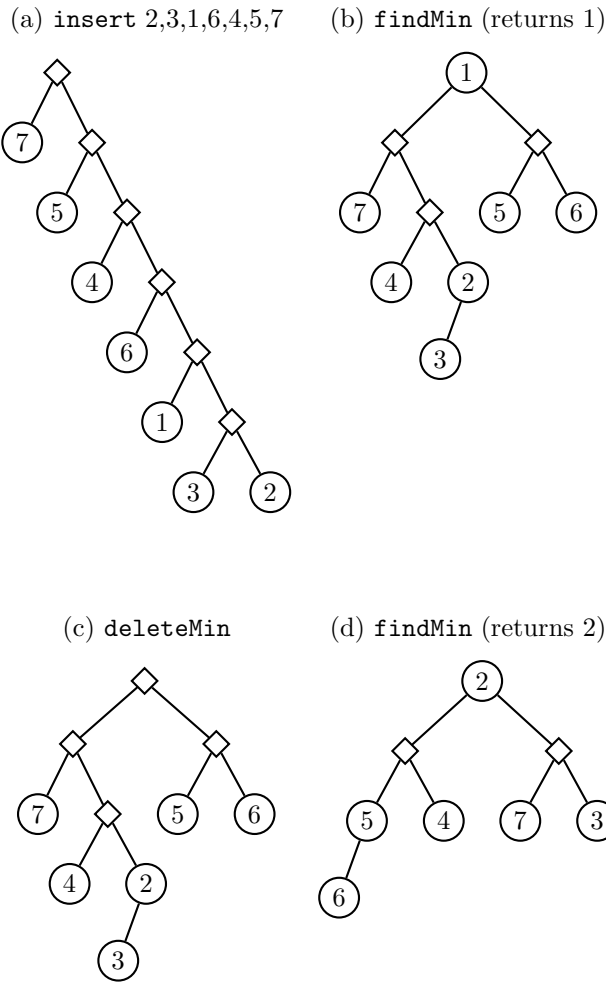 (a) insert 2,3,1,6,4,5,7
(b) findMin (returns 1)
7
5
4
6
1
3 2
1
7 5 6
4 2
3
(c) deleteMin
(d) findMin (returns 2)
7 5 6
4 2
3
2
5 4 7 3
6